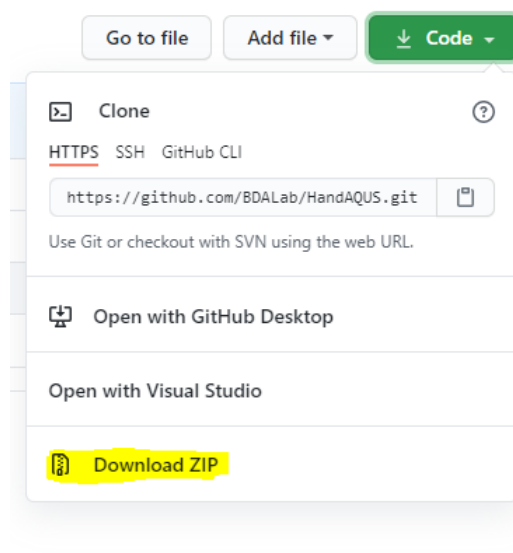 Go to file Add file Code
Clone
HTTPS SSH GitHub CLI
https://github.com/BDALab/HandAQUS.git
Use Git or checkout with SVN using the web URL.
Open with GitHub Desktop
Open with Visual Studio
Download ZIP